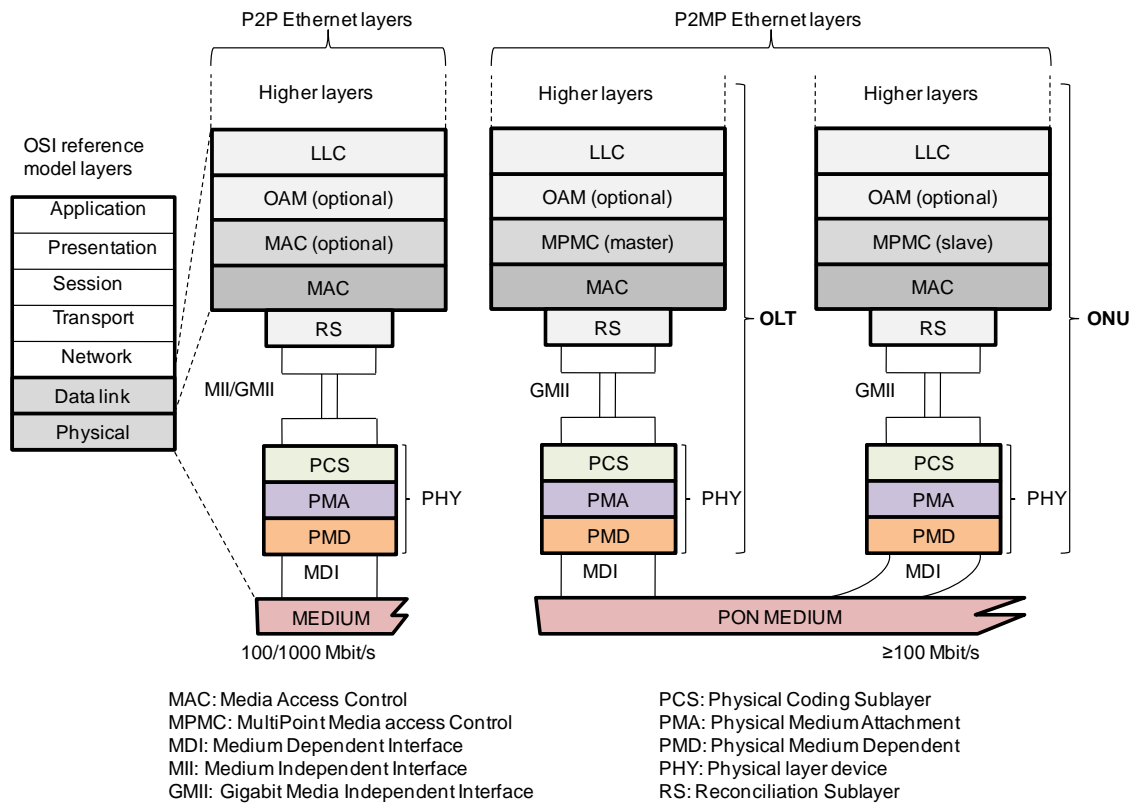 P2P Ethernet layers
P2MP Ethernet layers
Higher layers
Higher layers
Higher layers
OSI reference
model layers
Application
Presentation
Session
Transport
Network
Data link
Physical
LLC
OAM (optional)
MAC (optional)
MAC
RS
MII/GMII
PCS
PMA
PMD
PHY
MDI
MEDIUM
100/1000 Mbit/s
LLC
OAM (optional)
MPMC (master)
MAC
RS
GMII
PCS
PMA
PMD
PHY
MDI
OLT
LLC
OAM (optional)
MPMC (slave)
MAC
RS
GMII
PCS
PMA
PMD
PHY
MDI
ONU
PON MEDIUM
≥100 Mbit/s
MAC: Media Access Control
MPMC: MultiPoint Media access Control
MDI: Medium Dependent Interface
MII: Medium Independent Interface
GMII: Gigabit Media Independent Interface
PCS: Physical Coding Sublayer
PMA: Physical Medium Attachment
PMD: Physical Medium Dependent
PHY: Physical layer device
RS: Reconciliation Sublayer